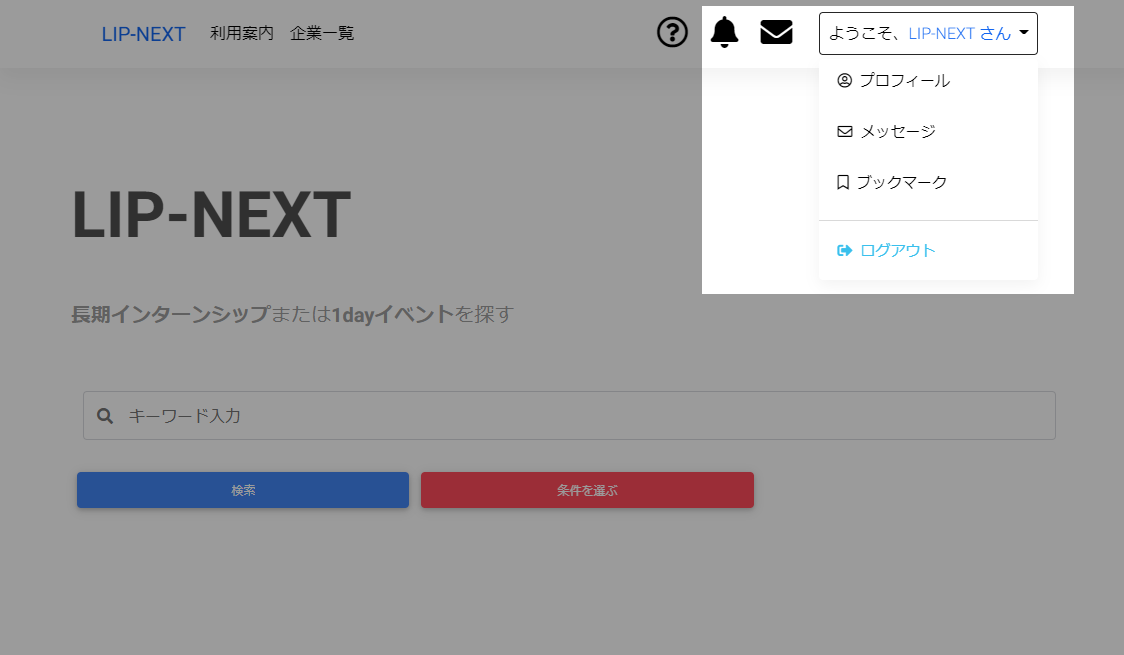 LIP-NEXT 利用案内 企業一覧 ようこそ、LIP-NEXT さん
プロフィール
メッセージ
ブックマーク
ログアウト
LIP-NEXT
長期インターンシップまたは1dayイベントを探す
キーワード入力
検索 条件を選ぶ